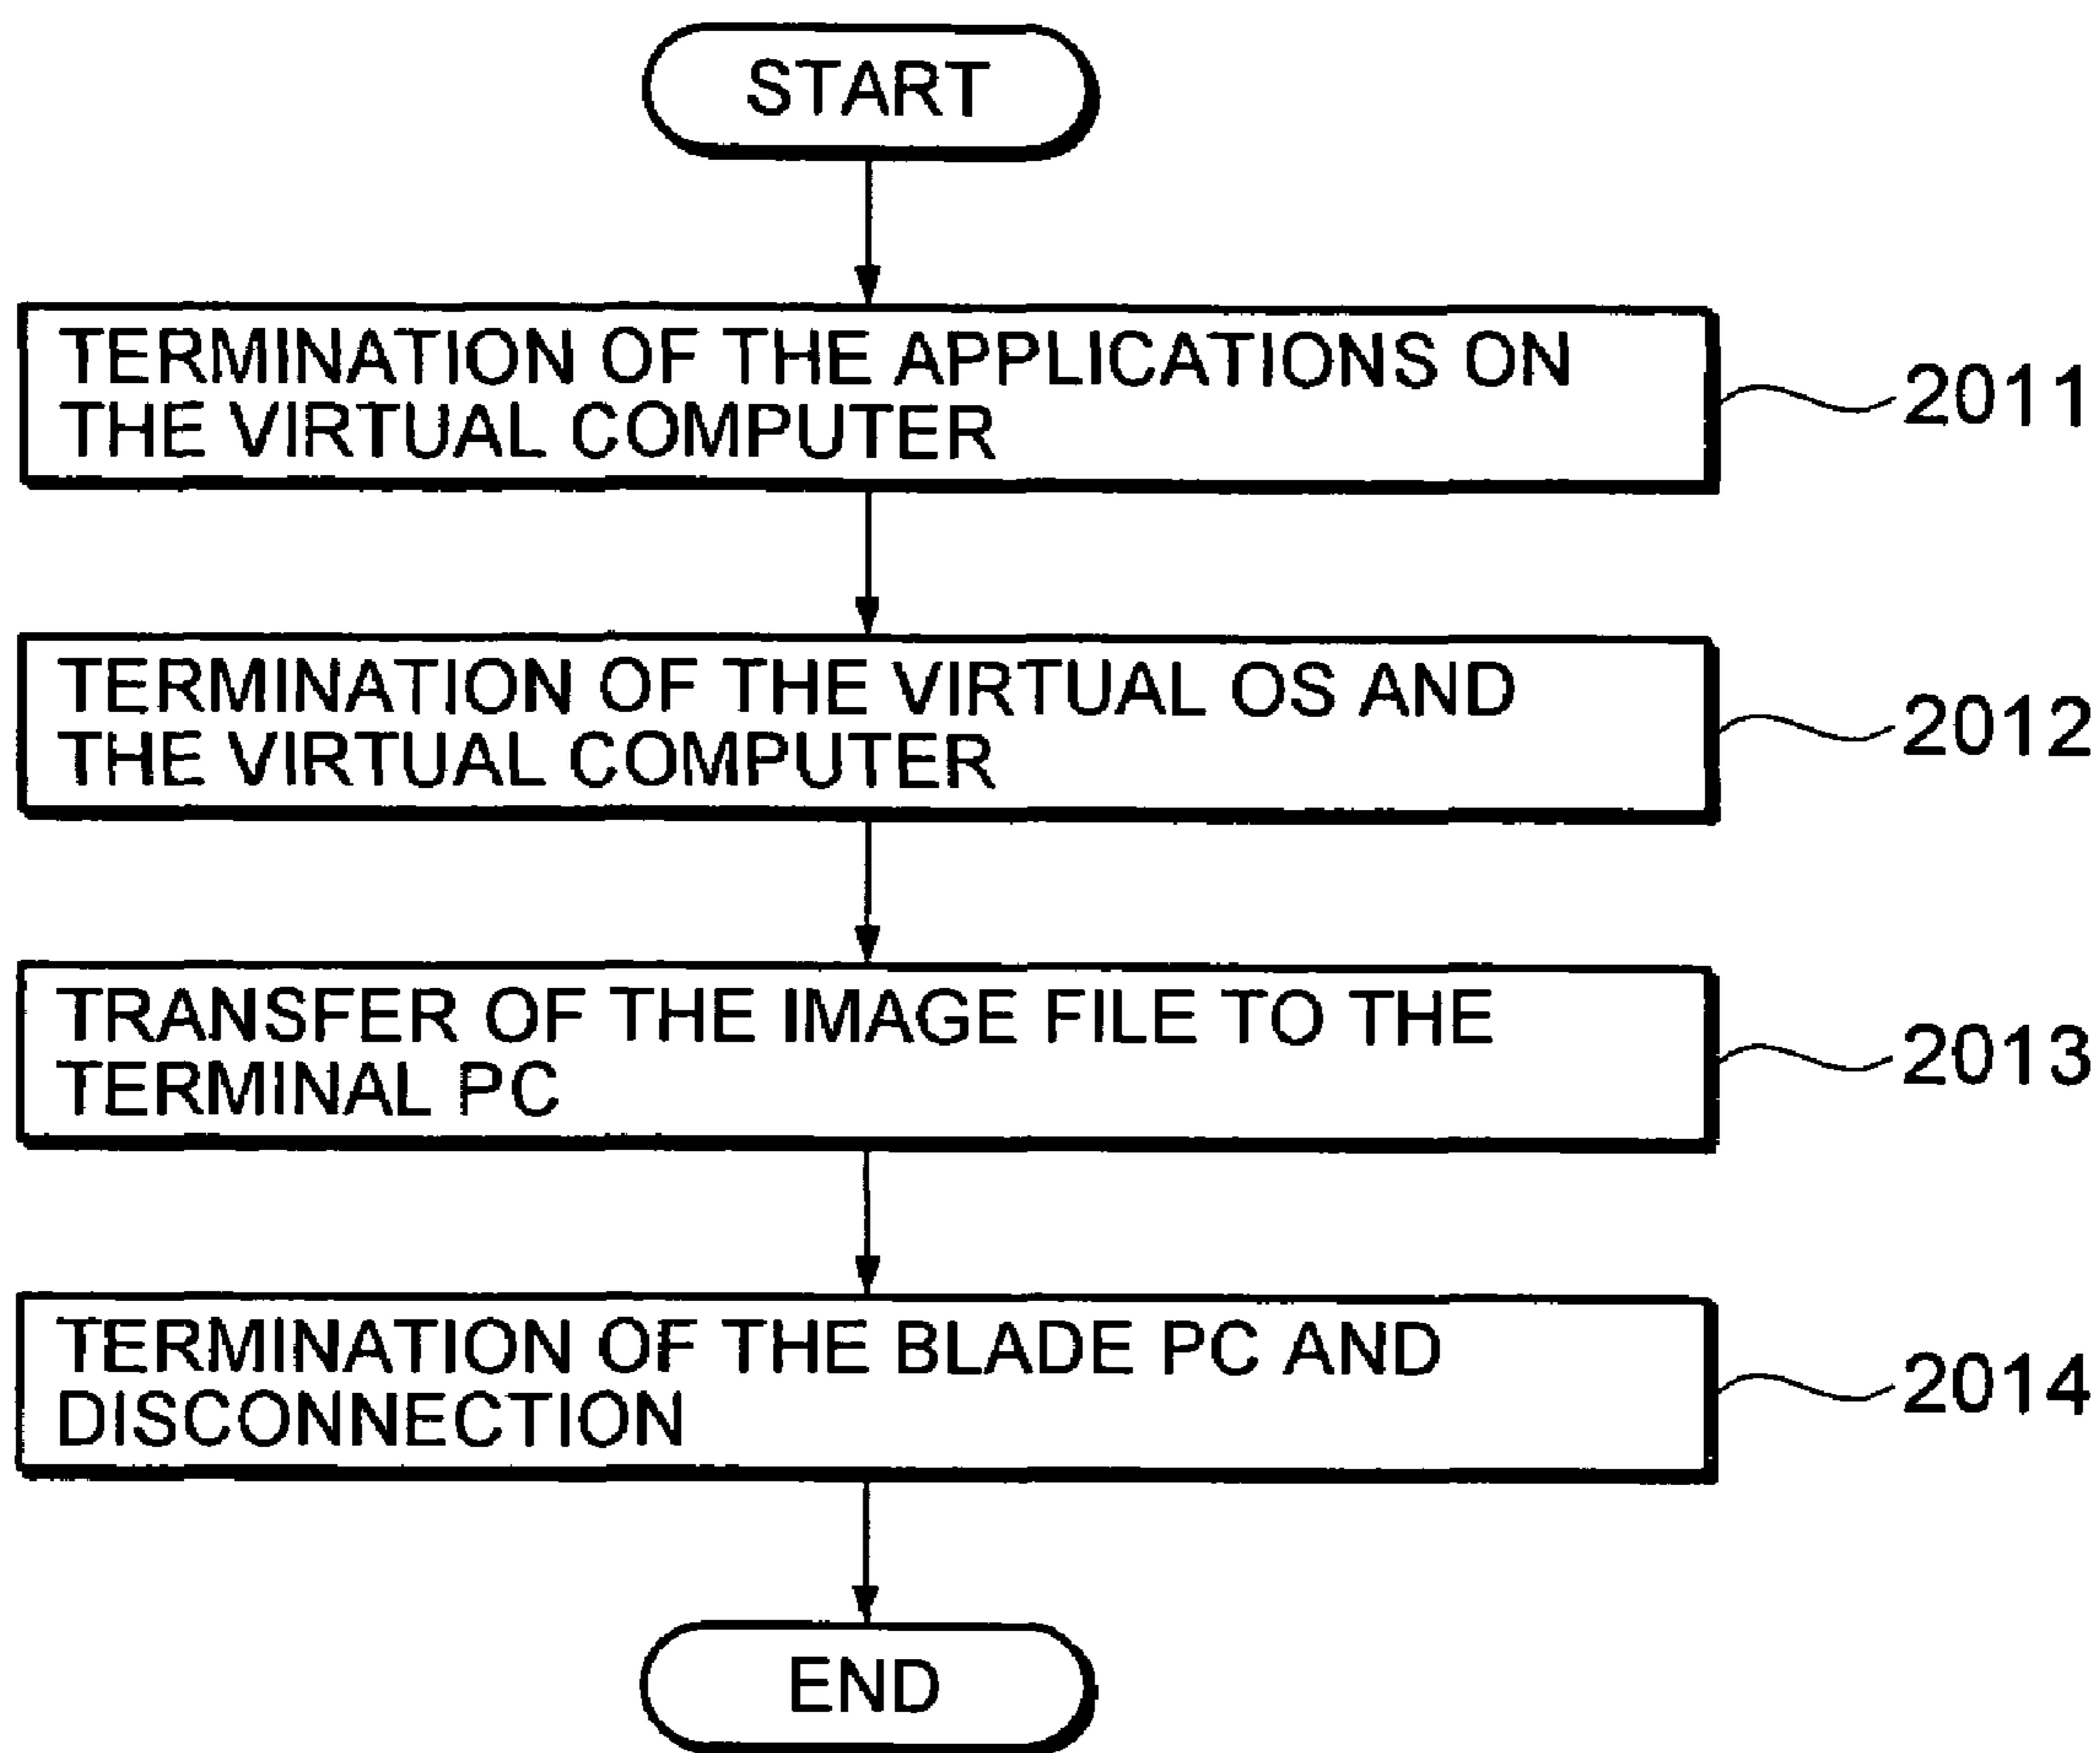 START
TERMINATION OF THE APPLICATIONS ON
THE VIRTUAL COMPUTER
2011
TERMINATION OF THE VIRTUAL OS AND
THE VIRTUAL COMPUTER
2012
TRANSFER OF THE IMAGE FILE TO THE
TERMINAL PC
2013
TERMINATION OF THE BLADE PC AND
DISCONNECTION
2014
END